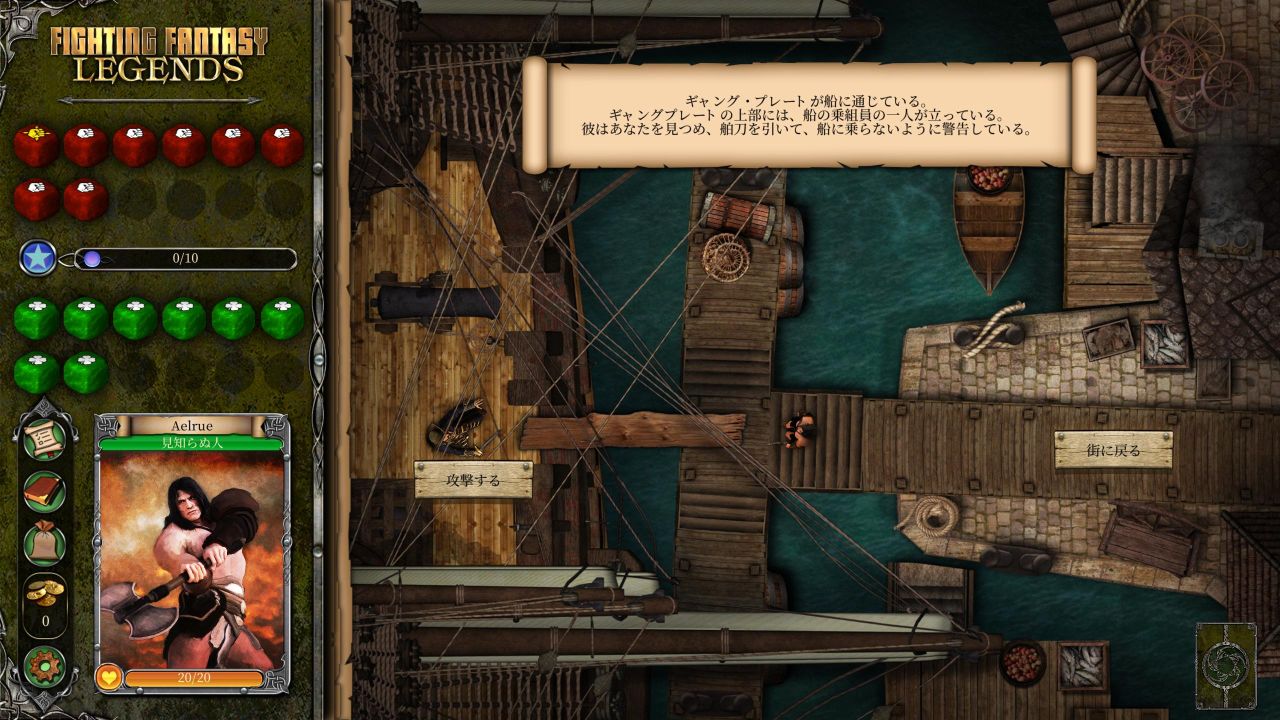 FIGHTING FANTASY
LEGENDS
ギャング・プレート が船に通じている。
ギャングプレート の上部には、船の乗組員の一人が立っている。
彼はあなたを見つめ、舶刀を引いて、船に乗らないように警告している。
0/10
Aelrue
見知らぬ人
攻撃する
街に戻る
0
20/20